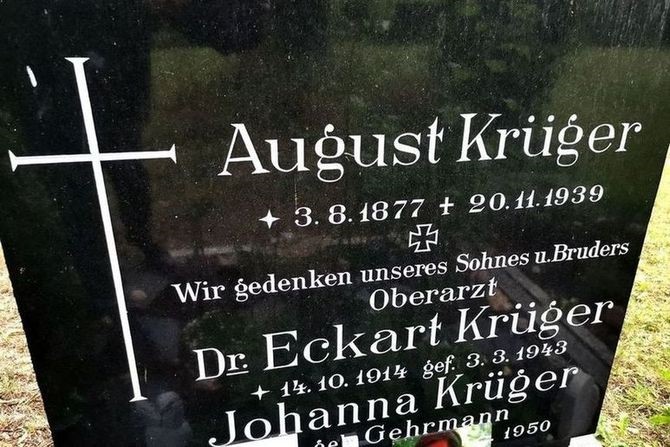 August Krüger
3.8.1877 ✝ 20.11.1939
Wir gedenken unseres Sohnes u. Bruders
Oberarzt
Dr. Eckart Krüger
14.10.1914 gef. 3.3.1943
Johanna Krüger
geb. Gehrmann
1950